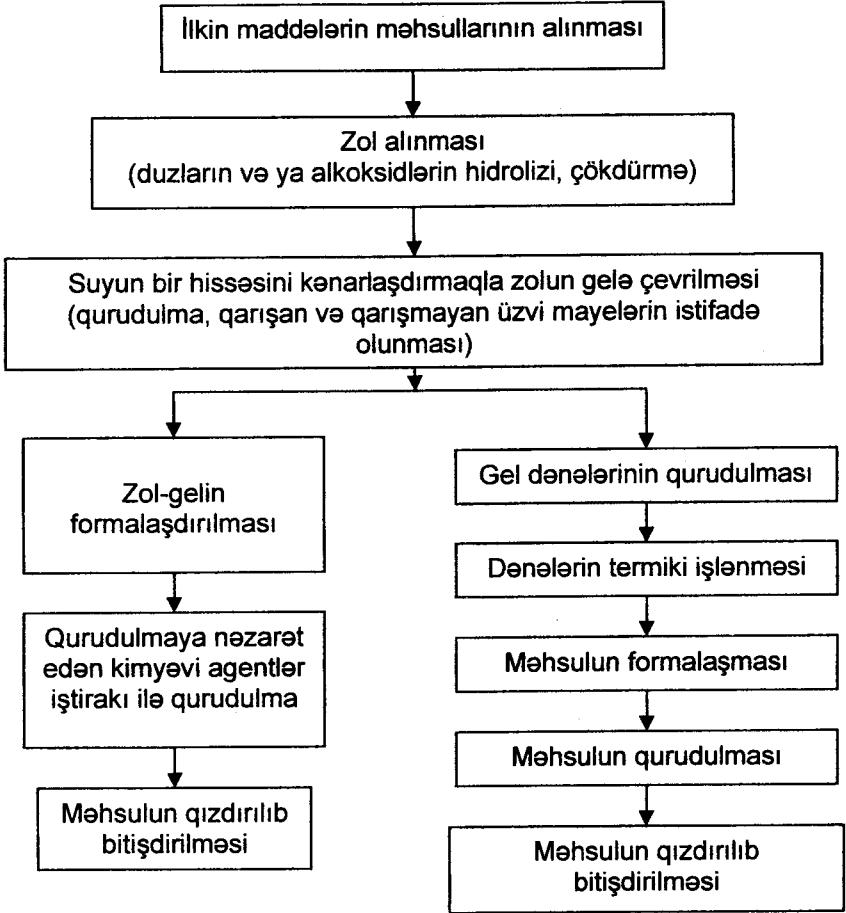 İlkin maddələrin məhsullarının alınması
Zol alınması
(duzların və ya alkoksidlərin hidrolizi, çökdürmə)
Suyun bir hissəsini kənarlaşdırmaqla zolun gelə çevrilməsi
(qurudulma, qarışan və qarışmayan üzvi mayelərin istifadə
olunması)
Zol-gelin
formalaşdırılması
Qurudulmaya nəzarət
edən kimyəvi agentlər
iştirakı ilə qurudulma
Məhsulun qızdırılıb
bitişdirilməsi
Gel dənələrinin qurudulması
Dənələrin termiki işlənməsi
Məhsulun formalaşması
Məhsulun qurudulması
Məhsulun qızdırılıb
bitişdirilməsi